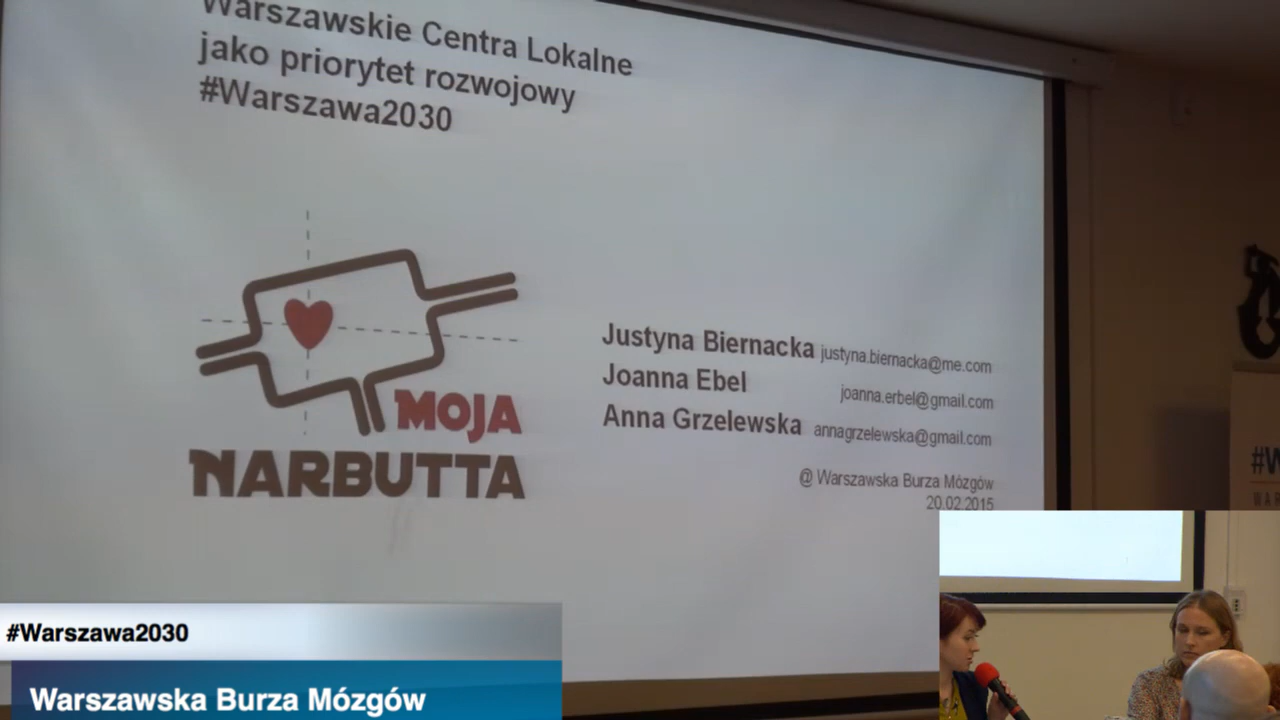 Warszawskie Centra Lokalne
jako priorytet rozwojowy
#Warszawa2030
MOJA
NARBUTTA
Justyna Biernacka justyna.biernacka@me.com
Joanna Ebel joanna.erbel@gmail.com
Anna Grzelewska annagrzelewska@gmail.com
@ Warszawska Burza Mózgów
20.02.2015
#Warszawa2030
Warszawska Burza Mózgów